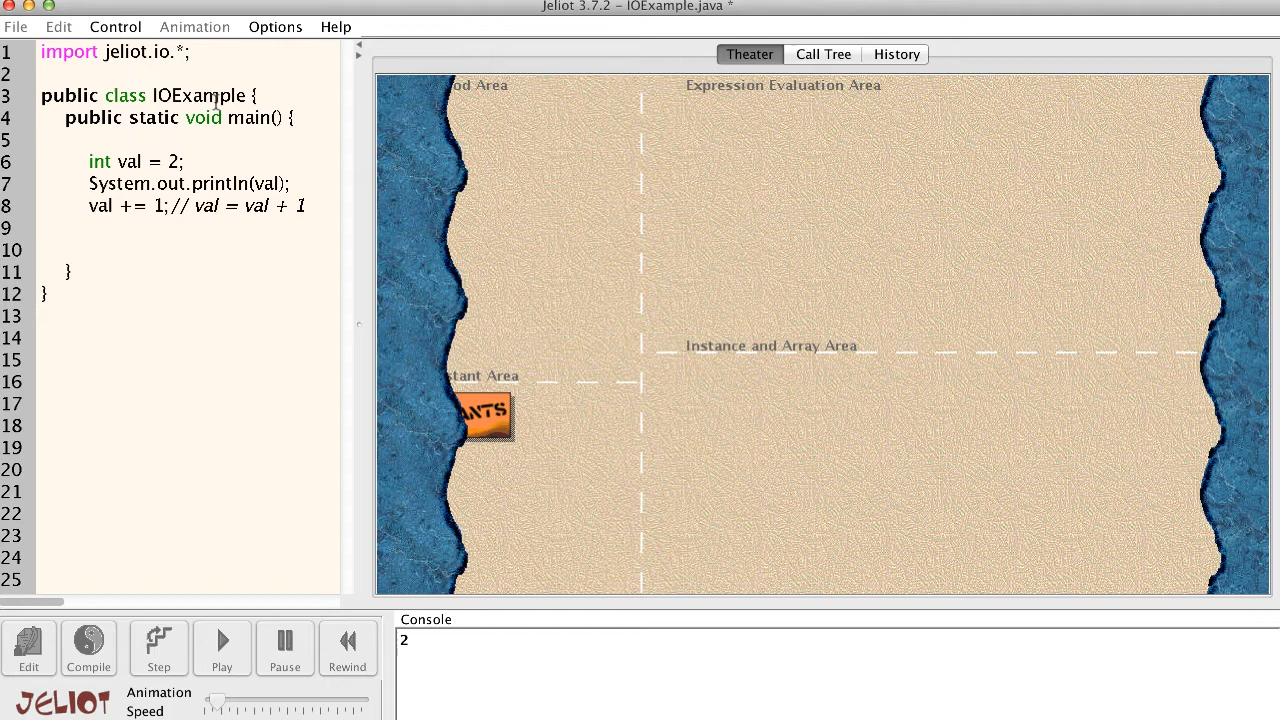 Jeliot 3.7.2 – IOExample.java *
File Edit Control Animation Options Help
1 import jeliot.io.*;
2
3 public class IOExample {
4 public static void main() {
5
6 int val = 2;
7 System.out.println(val);
8 val += 1;// val = val + 1
9
10
11 }
12 }
13
14
15
16
17
18
19
20
21
22
23
24
25
Theater Call Tree History
od Area
Expression Evaluation Area
Instance and Array Area
stant Area
ANTS
Edit Compile Step Play Pause Rewind
JELIOT
Animation
Speed
Console
2